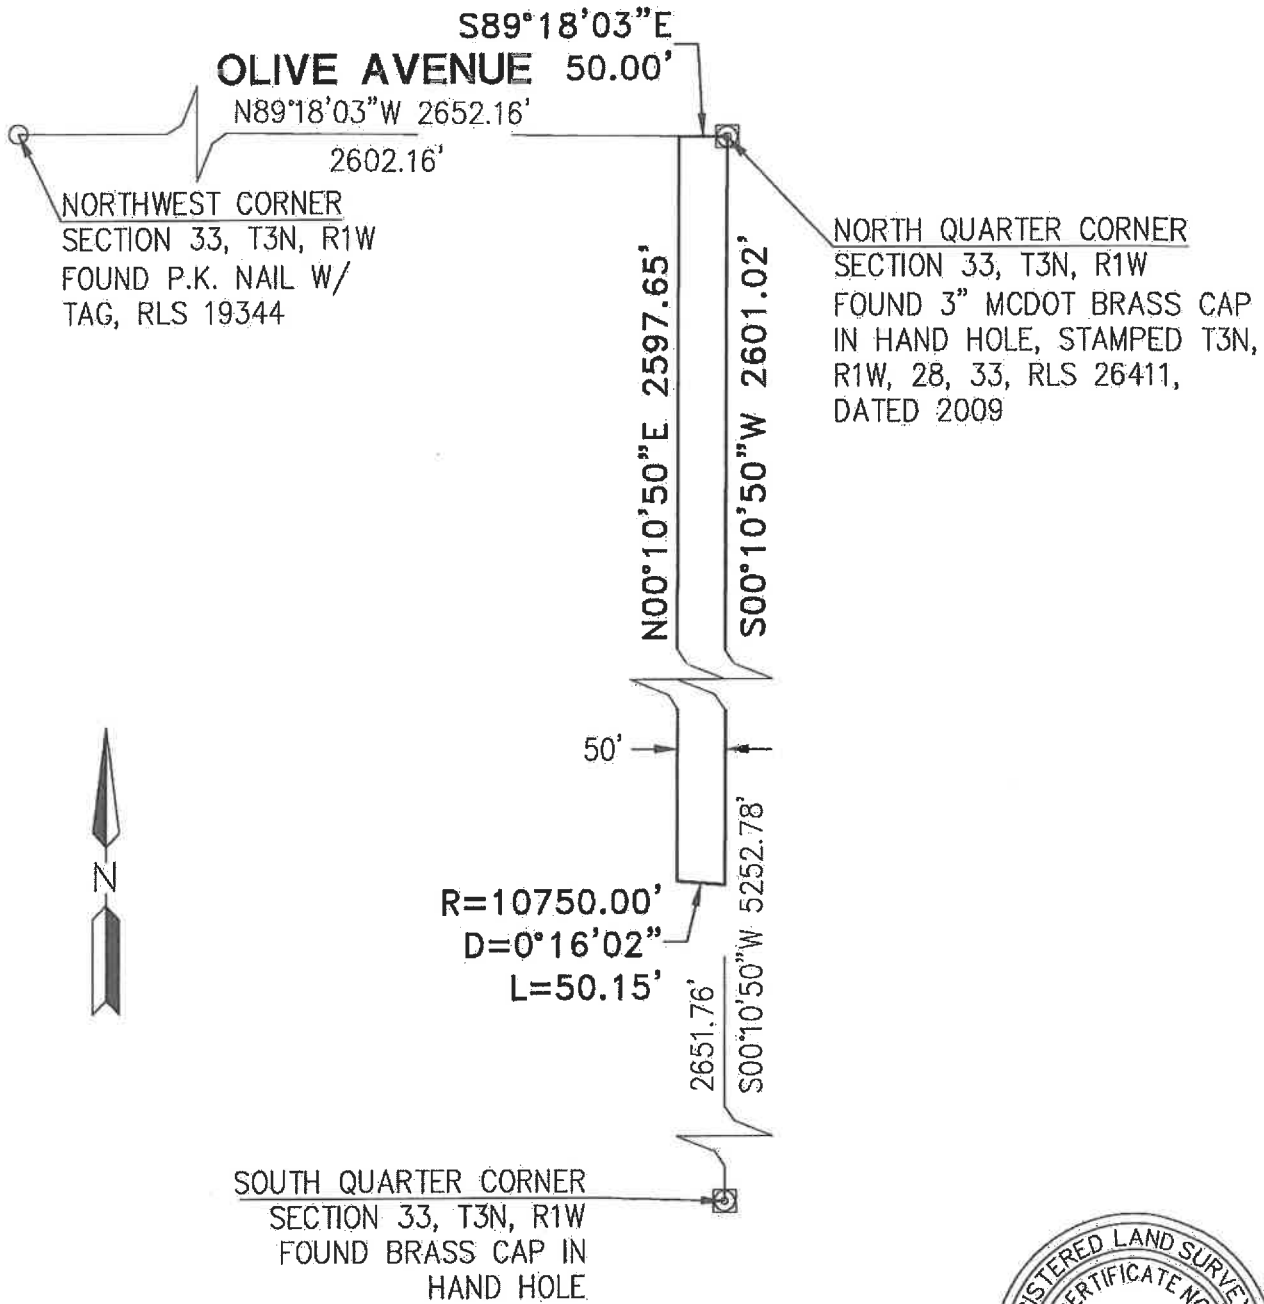 S89°18'03"E
OLIVE AVENUE 50.00'
N89°18'03"W 2652.16'
2602.16'
NORTHWEST CORNER
SECTION 33, T3N, R1W
FOUND P.K. NAIL W/
TAG, RLS 19344
NORTH QUARTER CORNER
SECTION 33, T3N, R1W
FOUND 3" MCDOT BRASS CAP
IN HAND HOLE, STAMPED T3N,
R1W, 28, 33, RLS 26411,
DATED 2009
N00°10'50"E 2597.65'
S00°10'50"W 2601.02'
50'
N
R=10750.00'
D=0°16'02"
L=50.15'
2651.76'
S00°10'50"W 5252.78'
SOUTH QUARTER CORNER
SECTION 33, T3N, R1W
FOUND BRASS CAP IN
HAND HOLE
LAND